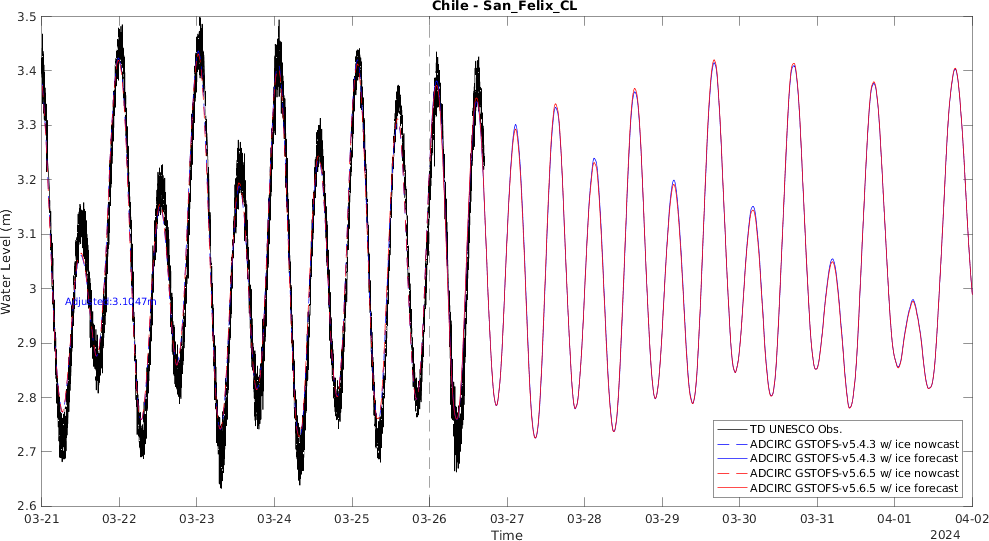 Chile - San_Felix_CL
3.5
3.4
3.3
3.2
3.1
3
2.9
2.8
2.7
2.6
Water Level (m)
Adjusted:3.1047m
TD UNESCO Obs.
ADCIRC GSTOFS-v5.4.3 w/ ice nowcast
ADCIRC GSTOFS-v5.4.3 w/ ice forecast
ADCIRC GSTOFS-v5.6.5 w/ ice nowcast
ADCIRC GSTOFS-v5.6.5 w/ ice forecast
03-21 03-22 03-23 03-24 03-25 03-26 03-27 03-28 03-29 03-30 03-31 04-01 04-02
Time
2024